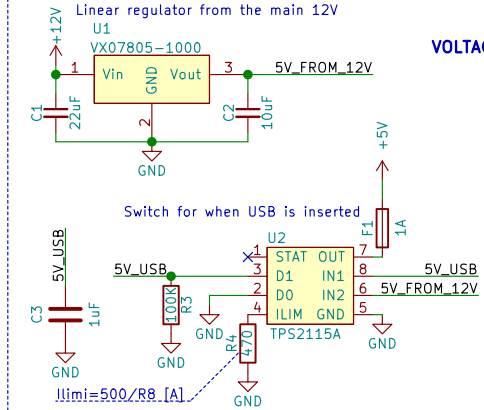 Linear regulator from the main 12V
+12V
U1
VX07805-1000
VOLTAG
1
Vin
GND
Vout
3
5V_FROM_12V
2
C1
22uF
C2
10uF
GND
+5V
Switch for when USB is inserted
F1
1A
U2
5V_USB
1
STAT
OUT
7
5V_USB
3
D1
IN1
8
5V_USB
2
D0
IN2
6
5V_FROM_12V
4
ILIM
GND
5
TPS2115A
100K
R3
C3
1uF
GND
GND
GND
R4
470
GND
GND
Ilimi=500/R8 [A]